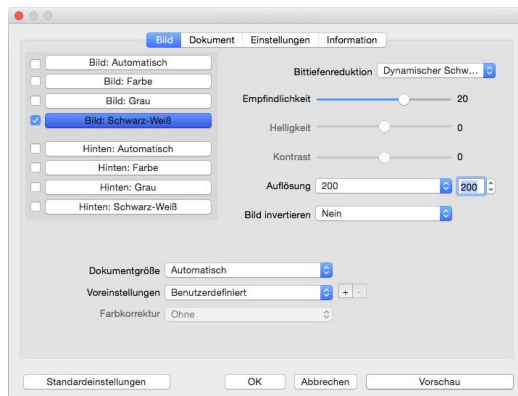 Bild Dokument Einstellungen Information
Bild: Automatisch
Bild: Farbe
Bild: Grau
Bild: Schwarz-Weiß
Hinten: Automatisch
Hinten: Farbe
Hinten: Grau
Hinten: Schwarz-Weiß
Bittiefenreduktion Dynamischer Schw...
Empfindlichkeit 20
Helligkeit 0
Kontrast 0
Auflösung 200 200
Bild invertieren Nein
Dokumentgröße Automatisch
Voreinstellungen Benutzerdefiniert + -
Farbkorrektur Ohne
Standardeinstellungen OK Abbrechen Vorschau